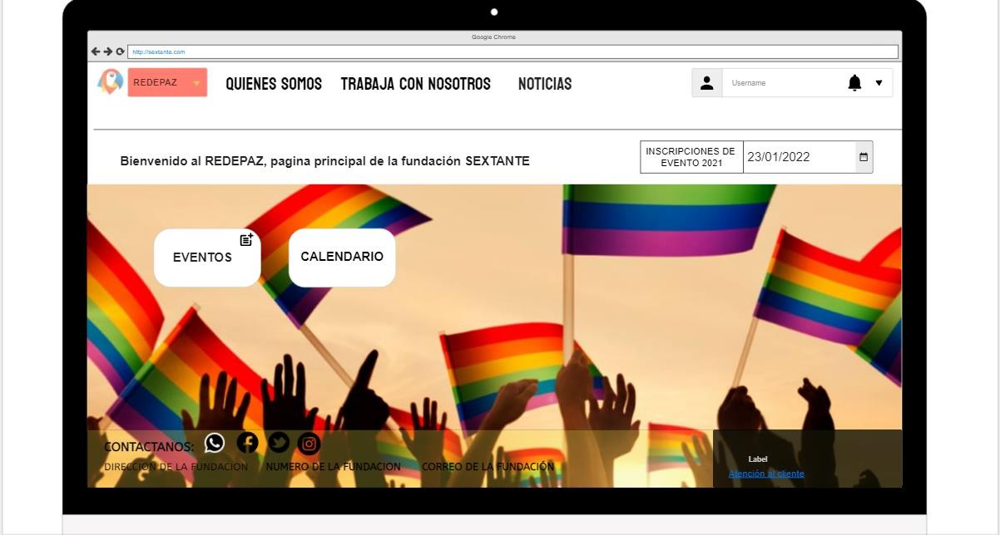 Google Chrome
http://sextante.com
REDEPAZ
QUIENES SOMOS
TRABAJA CON NOSOTROS
NOTICIAS
Username
Bienvenido al REDEPAZ, pagina principal de la fundación SEXTANTE
INSCRIPCIONES DE
EVENTO 2021
23/01/2022
EVENTOS
CALENDARIO
CONTACTANOS:
DIRECCION DE LA FUNDACION
NUMERO DE LA FUNDACION
CORREO DE LA FUNDACIÓN
Label
Atención al cliente